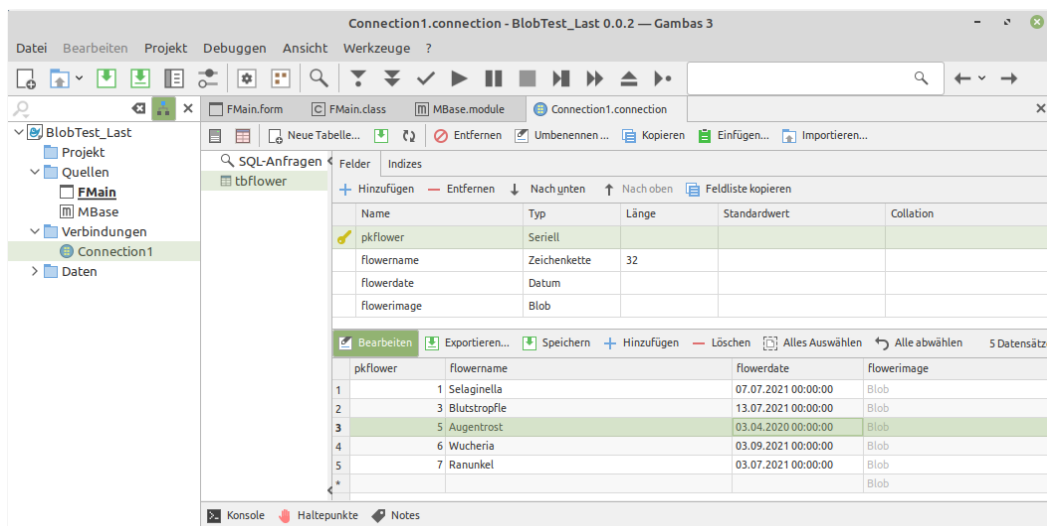 Connection1.connection - BlobTest_Last 0.0.2 — Gambas 3
Datei Bearbeiten Projekt Debuggen Ansicht Werkzeuge ?
FMain.form FMain.class MBase.module Connection1.connection
BlobTest_Last
Projekt
Quellen
FMain
MBase
Verbindungen
Connection1
Daten
Neue Tabelle... Entfernen Umbenennen ... Kopieren Einfügen... Importieren...
SQL-Anfragen
tbflower
Felder Indizes
Hinzufügen Entfernen Nach unten Nach oben Feldliste kopieren
Name Typ Länge Standardwert Collation
pkflower Seriell
flowername Zeichenkette 32
flowerdate Datum
flowerimage Blob
Bearbeiten Exportieren... Speichern Hinzufügen Löschen Alles Auswählen Alle abwählen 5 Datensätze
pkflower flowername flowerdate flowerimage
1 1 Selaginella 07.07.2021 00:00:00 Blob
2 3 Blutstropfle 13.07.2021 00:00:00 Blob
3 5 Augentrost 03.04.2020 00:00:00 Blob
4 6 Wucheria 03.09.2021 00:00:00 Blob
5 7 Ranunkel 03.07.2021 00:00:00 Blob
* Blob
Konsole Haltepunkte Notes